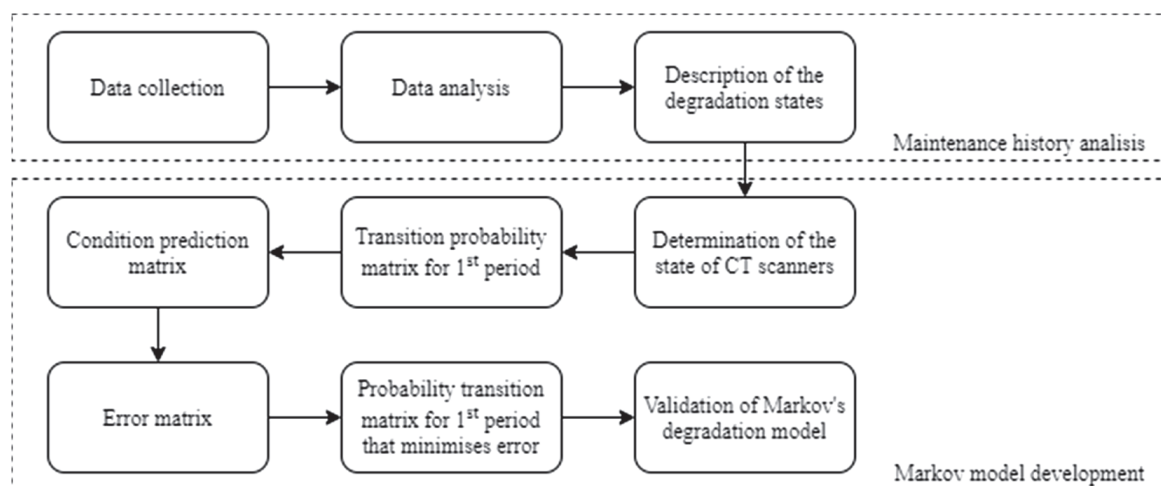 Data collection
Data analysis
Description of the
degradation states
Maintenance history analisis
Determination of the
state of CT scanners
Transition probability
matrix for 1st period
Condition prediction
matrix
Error matrix
Probability transition
matrix for 1st period
that minimises error
Validation of Markov's
degradation model
Markov model development